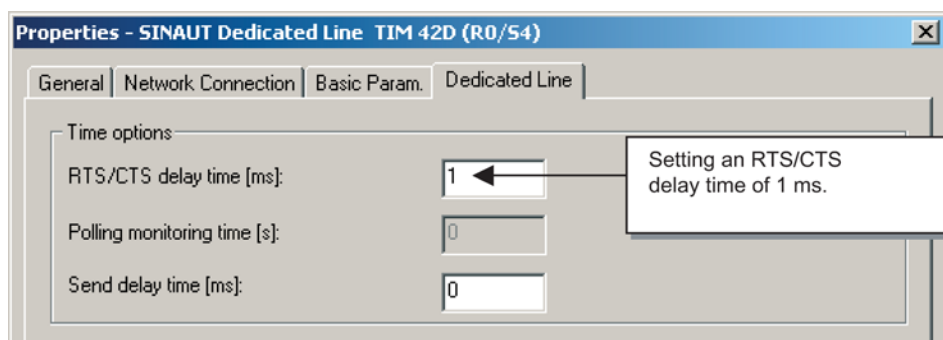 Properties - SINAUT Dedicated Line TIM 42D (R0/S4)
General Network Connection Basic Param. Dedicated Line
Time options
RTS/CTS delay time [ms]: 1
Setting an RTS/CTS
delay time of 1 ms.
Polling monitoring time [s]: 0
Send delay time [ms]: 0